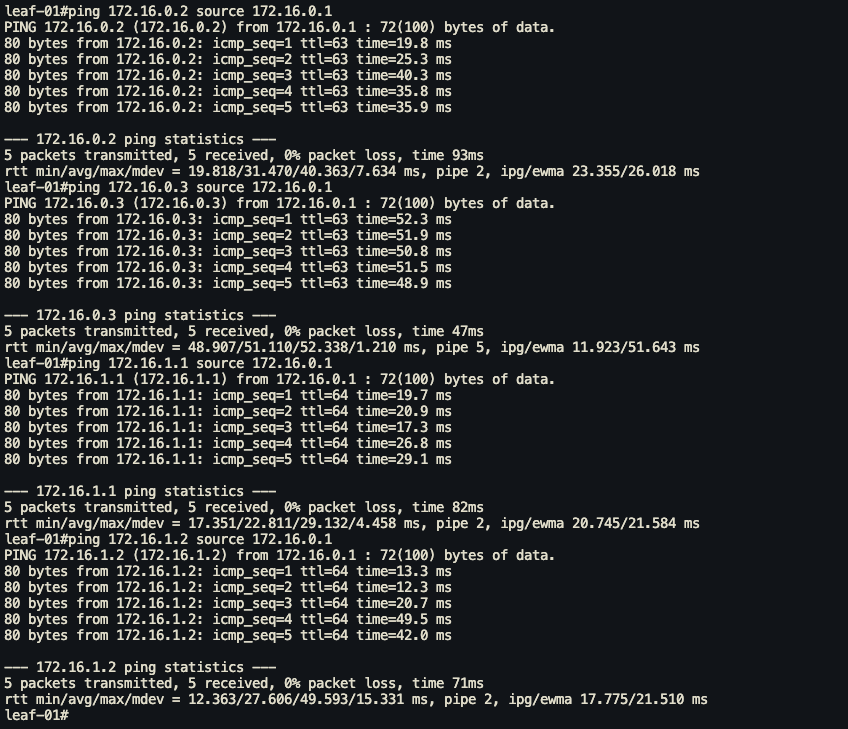 leaf-01#ping 172.16.0.2 source 172.16.0.1
PING 172.16.0.2 (172.16.0.2) from 172.16.0.1 : 72(100) bytes of data.
80 bytes from 172.16.0.2: icmp_seq=1 ttl=63 time=19.8 ms
80 bytes from 172.16.0.2: icmp_seq=2 ttl=63 time=25.3 ms
80 bytes from 172.16.0.2: icmp_seq=3 ttl=63 time=40.3 ms
80 bytes from 172.16.0.2: icmp_seq=4 ttl=63 time=35.8 ms
80 bytes from 172.16.0.2: icmp_seq=5 ttl=63 time=35.9 ms

--- 172.16.0.2 ping statistics ---
5 packets transmitted, 5 received, 0% packet loss, time 93ms
rtt min/avg/max/mdev = 19.818/31.470/40.363/7.634 ms, pipe 2, ipg/ewma 23.355/26.018 ms
leaf-01#ping 172.16.0.3 source 172.16.0.1
PING 172.16.0.3 (172.16.0.3) from 172.16.0.1 : 72(100) bytes of data.
80 bytes from 172.16.0.3: icmp_seq=1 ttl=63 time=52.3 ms
80 bytes from 172.16.0.3: icmp_seq=2 ttl=63 time=51.9 ms
80 bytes from 172.16.0.3: icmp_seq=3 ttl=63 time=50.8 ms
80 bytes from 172.16.0.3: icmp_seq=4 ttl=63 time=51.5 ms
80 bytes from 172.16.0.3: icmp_seq=5 ttl=63 time=48.9 ms

--- 172.16.0.3 ping statistics ---
5 packets transmitted, 5 received, 0% packet loss, time 47ms
rtt min/avg/max/mdev = 48.907/51.110/52.338/1.210 ms, pipe 5, ipg/ewma 11.923/51.643 ms
leaf-01#ping 172.16.1.1 source 172.16.0.1
PING 172.16.1.1 (172.16.1.1) from 172.16.0.1 : 72(100) bytes of data.
80 bytes from 172.16.1.1: icmp_seq=1 ttl=64 time=19.7 ms
80 bytes from 172.16.1.1: icmp_seq=2 ttl=64 time=20.9 ms
80 bytes from 172.16.1.1: icmp_seq=3 ttl=64 time=17.3 ms
80 bytes from 172.16.1.1: icmp_seq=4 ttl=64 time=26.8 ms
80 bytes from 172.16.1.1: icmp_seq=5 ttl=64 time=29.1 ms

--- 172.16.1.1 ping statistics ---
5 packets transmitted, 5 received, 0% packet loss, time 82ms
rtt min/avg/max/mdev = 17.351/22.811/29.132/4.458 ms, pipe 2, ipg/ewma 20.745/21.584 ms
leaf-01#ping 172.16.1.2 source 172.16.0.1
PING 172.16.1.2 (172.16.1.2) from 172.16.0.1 : 72(100) bytes of data.
80 bytes from 172.16.1.2: icmp_seq=1 ttl=64 time=13.3 ms
80 bytes from 172.16.1.2: icmp_seq=2 ttl=64 time=12.3 ms
80 bytes from 172.16.1.2: icmp_seq=3 ttl=64 time=20.7 ms
80 bytes from 172.16.1.2: icmp_seq=4 ttl=64 time=49.5 ms
80 bytes from 172.16.1.2: icmp_seq=5 ttl=64 time=42.0 ms

--- 172.16.1.2 ping statistics ---
5 packets transmitted, 5 received, 0% packet loss, time 71ms
rtt min/avg/max/mdev = 12.363/27.606/49.593/15.331 ms, pipe 2, ipg/ewma 17.775/21.510 ms
leaf-01#